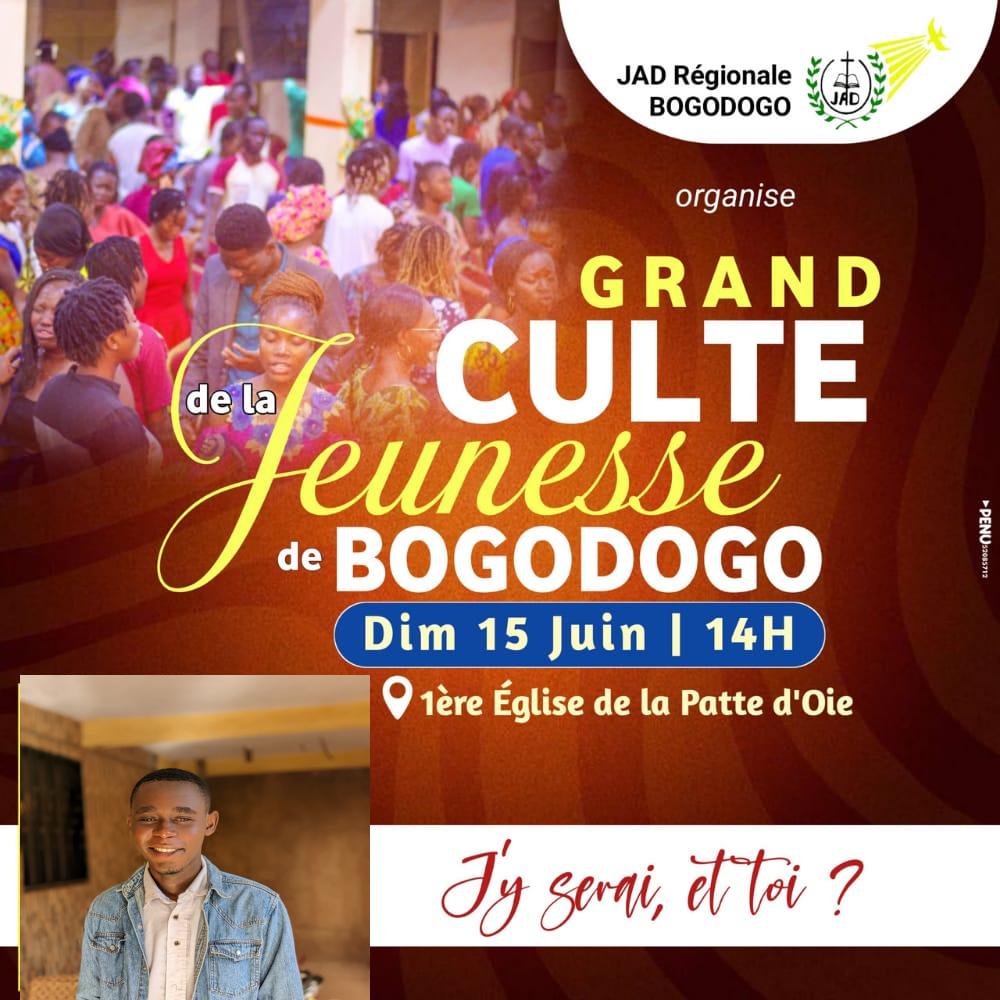 JAD Régionale
BOGODOGO
JAD
organise
GRAND
CULTE
de la
Jeunesse
de BOGODOGO
Dim 15 Juin | 14H
1ère Église de la Patte d'Oie
J'y serai, et toi ?
PENU